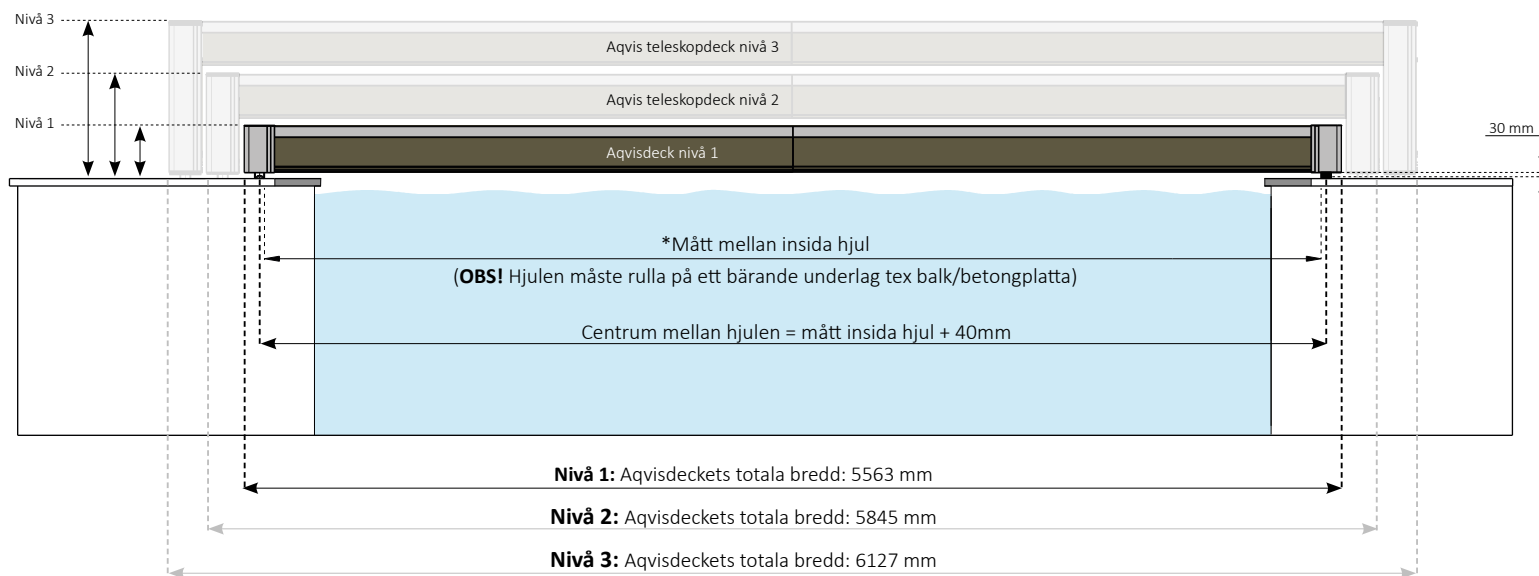 Nivå 3
Aqvis teleskopdeck nivå 3
Nivå 2
Aqvis teleskopdeck nivå 2
Nivå 1
30 mm
Aqvisdeck nivå 1
*Mått mellan insida hjul
(OBS! Hjulen måste rulla på ett bärande underlag tex balk/betongplatta)
Centrum mellan hjulen = mått insida hjul + 40mm
Nivå 1: Aqvisdeckets totala bredd: 5563 mm
Nivå 2: Aqvisdeckets totala bredd: 5845 mm
Nivå 3: Aqvisdeckets totala bredd: 6127 mm